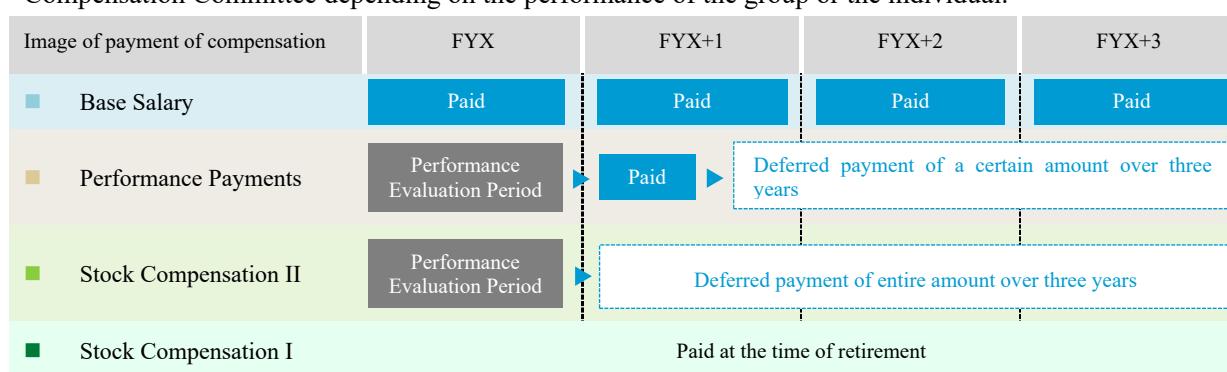 Compensation Committee depending on the performance of the group or the individual.
Image of payment of compensation FYX FYX+1 FYX+2 FYX+3
Base Salary Paid Paid Paid Paid
Performance Payments
Performance
Evaluation Period
Paid
Deferred payment of a certain amount over three
years
Stock Compensation II
Performance
Evaluation Period
Deferred payment of entire amount over three years
Stock Compensation I Paid at the time of retirement